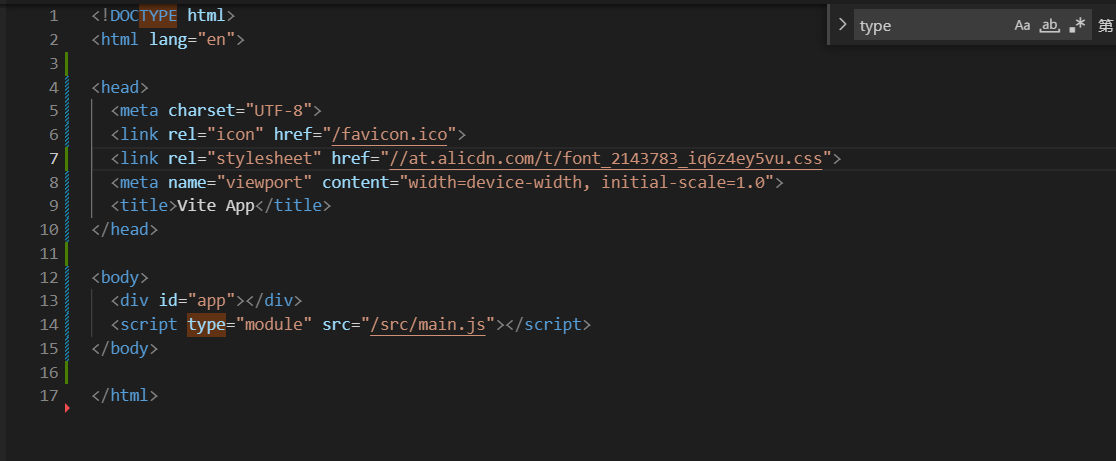 1 <!DOCTYPE html>
2 <html lang="en">
3
4 <head>
5 <meta charset="UTF-8">
6 <link rel="icon" href="/favicon.ico">
7 <link rel="stylesheet" href="//at.alicdn.com/t/font_2143783_iq6z4ey5vu.css">
8 <meta name="viewport" content="width=device-width, initial-scale=1.0">
9 <title>Vite App</title>
10 </head>
11
12 <body>
13 <div id="app"></div>
14 <script type="module" src="/src/main.js"></script>
15 </body>
16
17 </html>
type Aa ab .* 第